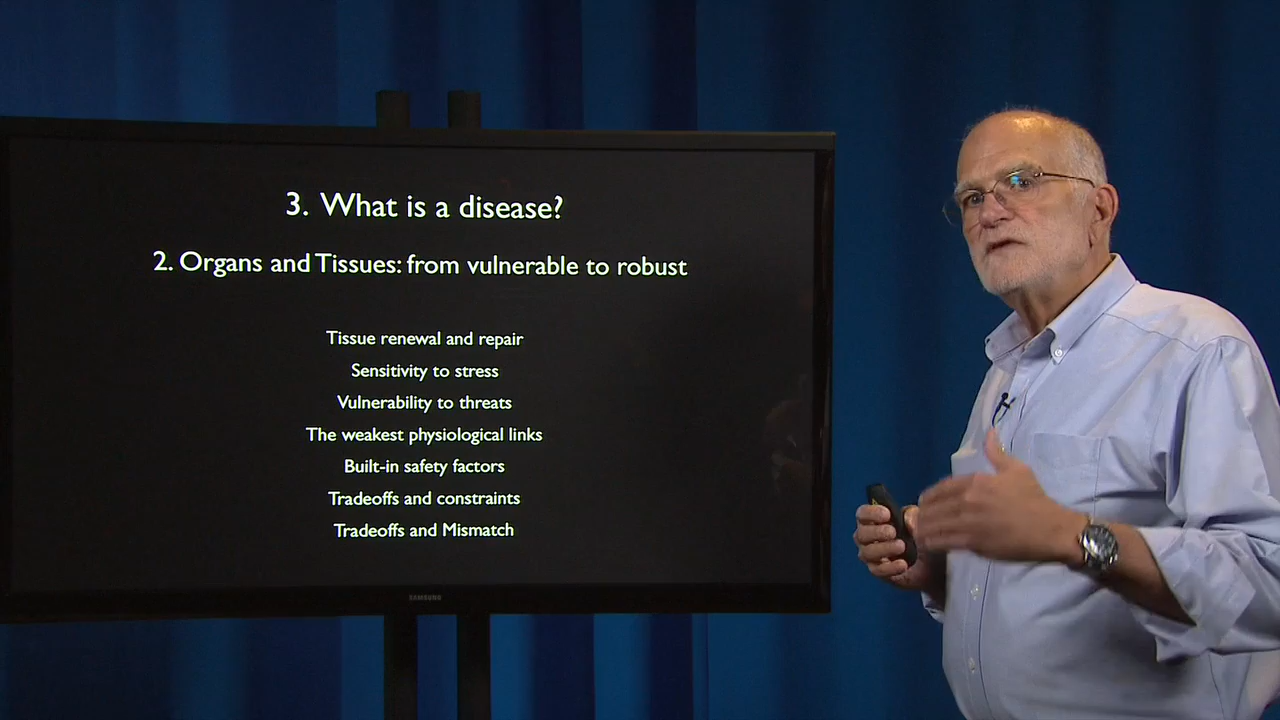 3. What is a disease?
2. Organs and Tissues: from vulnerable to robust
Tissue renewal and repair
Sensitivity to stress
Vulnerability to threats
The weakest physiological links
Built-in safety factors
Tradeoffs and constraints
Tradeoffs and Mismatch
SAMSUNG